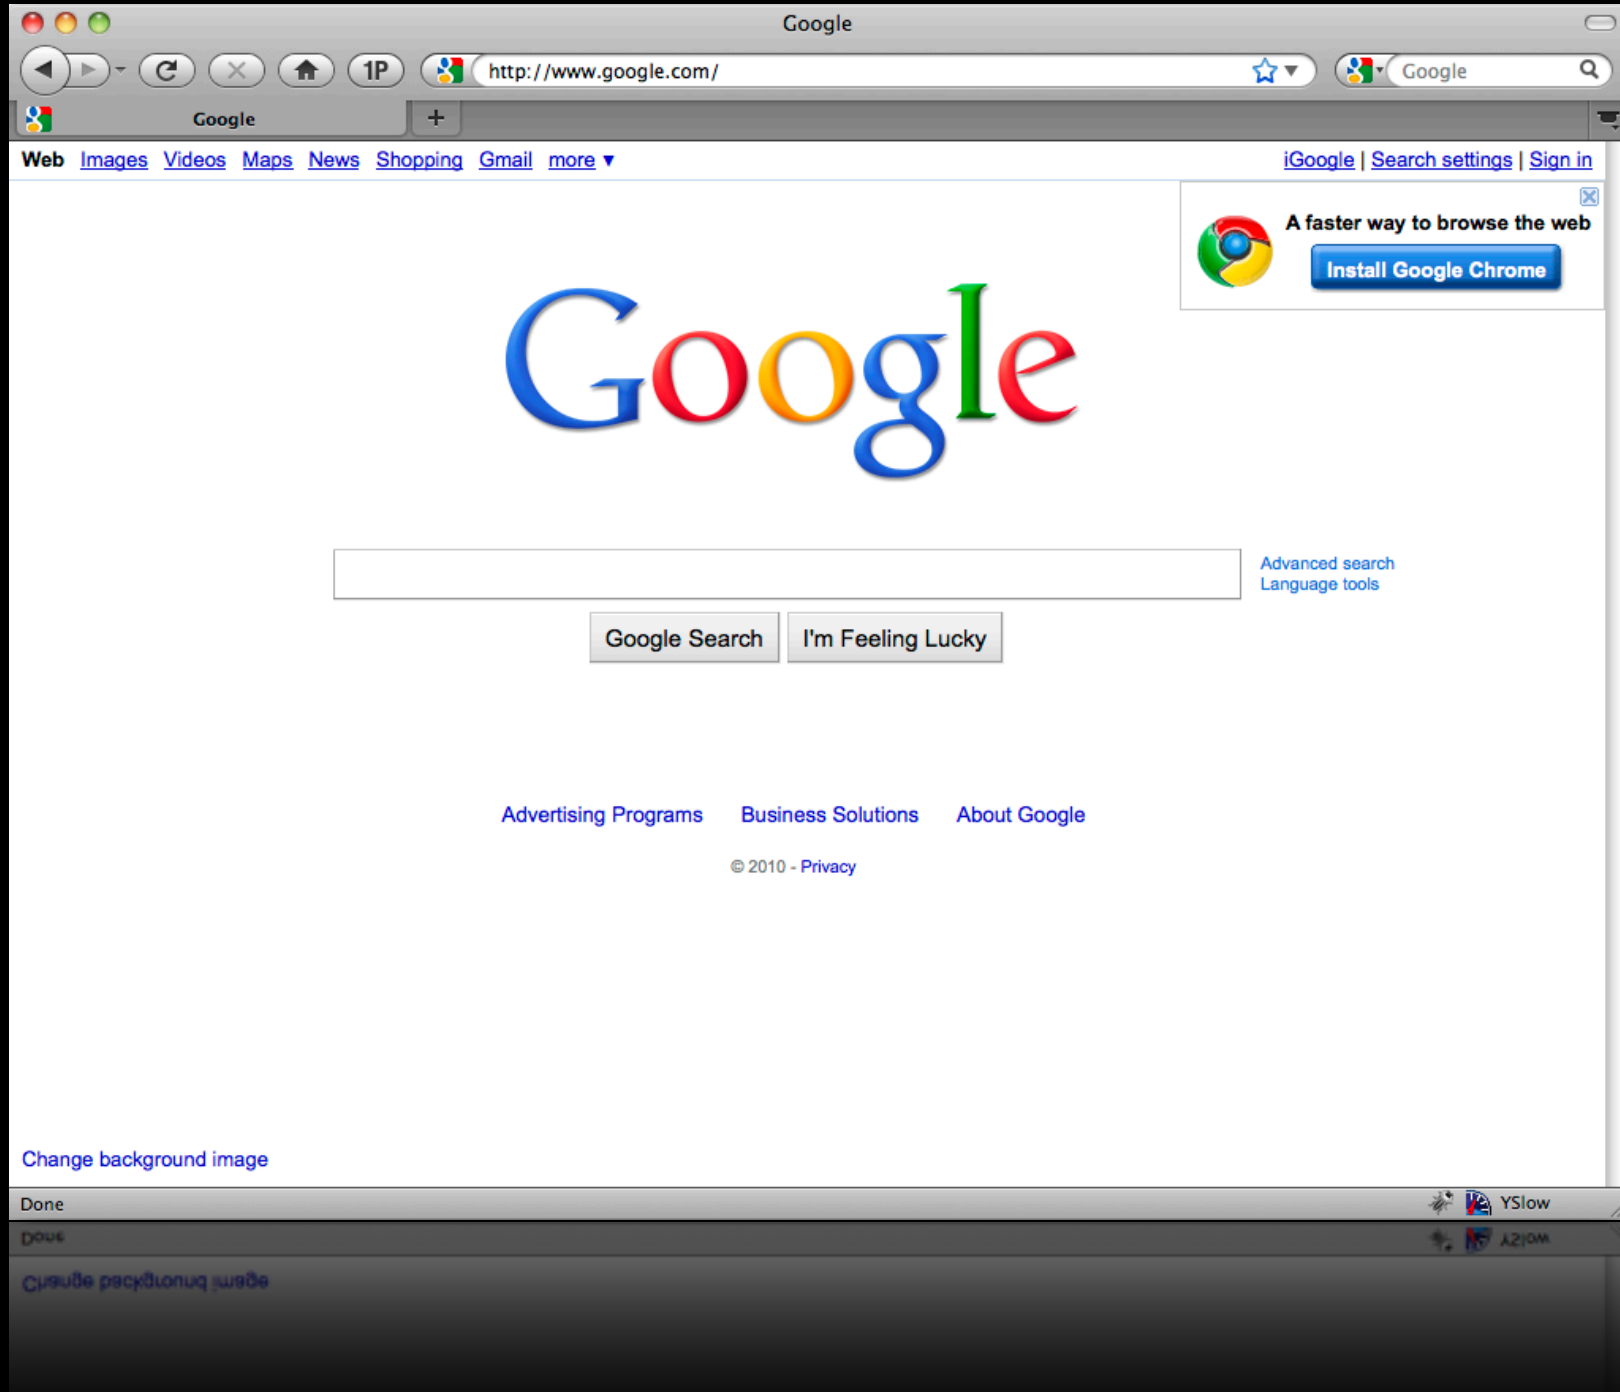 Google
1P http://www.google.com/ Google
Google +
Web Images Videos Maps News Shopping Gmail more ▼ iGoogle | Search settings | Sign in
A faster way to browse the web
Install Google Chrome
Google
Advanced search
Language tools
Google Search I'm Feeling Lucky
Advertising Programs Business Solutions About Google
© 2010 - Privacy
Change background image
Done YSlow